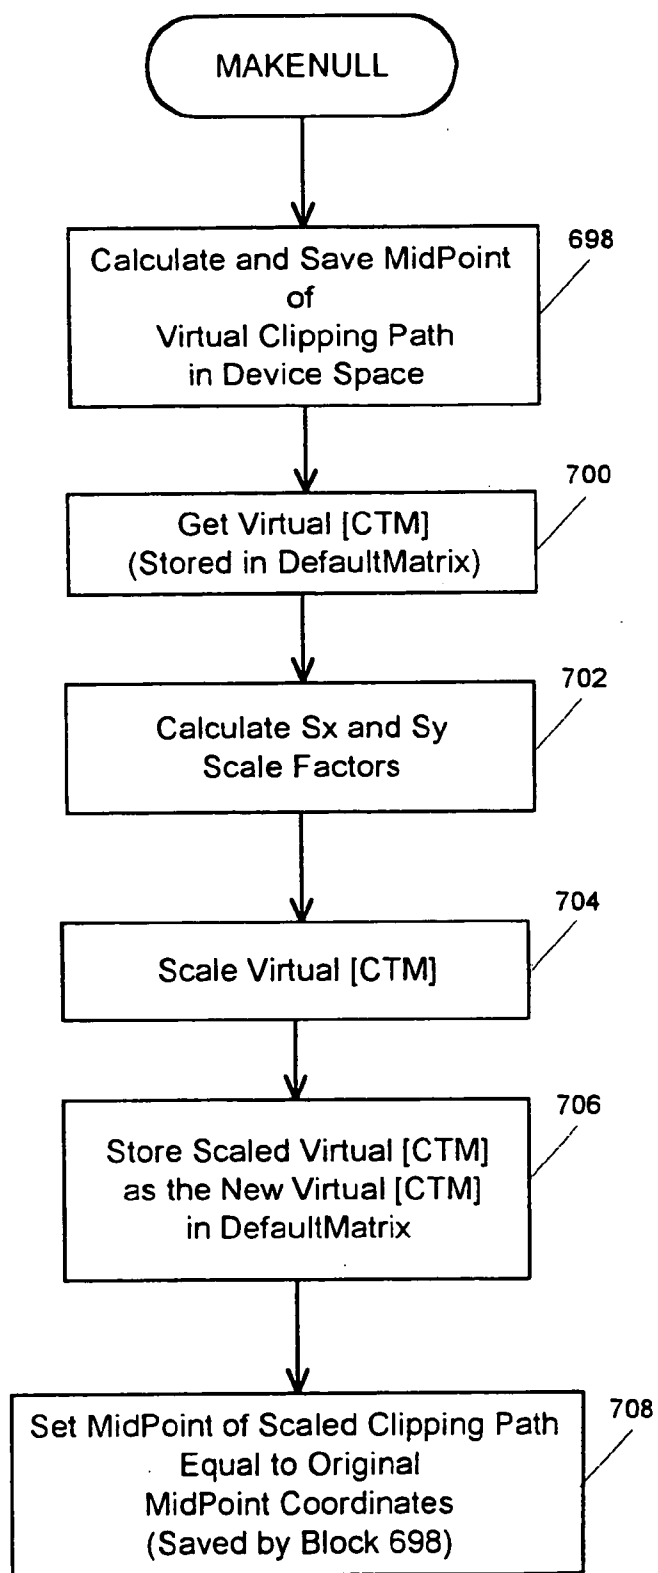 MAKENULL
698
Calculate and Save MidPoint
of
Virtual Clipping Path
in Device Space
700
Get Virtual [CTM]
(Stored in DefaultMatrix)
702
Calculate Sx and Sy
Scale Factors
704
Scale Virtual [CTM]
706
Store Scaled Virtual [CTM]
as the New Virtual [CTM]
in DefaultMatrix
708
Set MidPoint of Scaled Clipping Path
Equal to Original
MidPoint Coordinates
(Saved by Block 698)